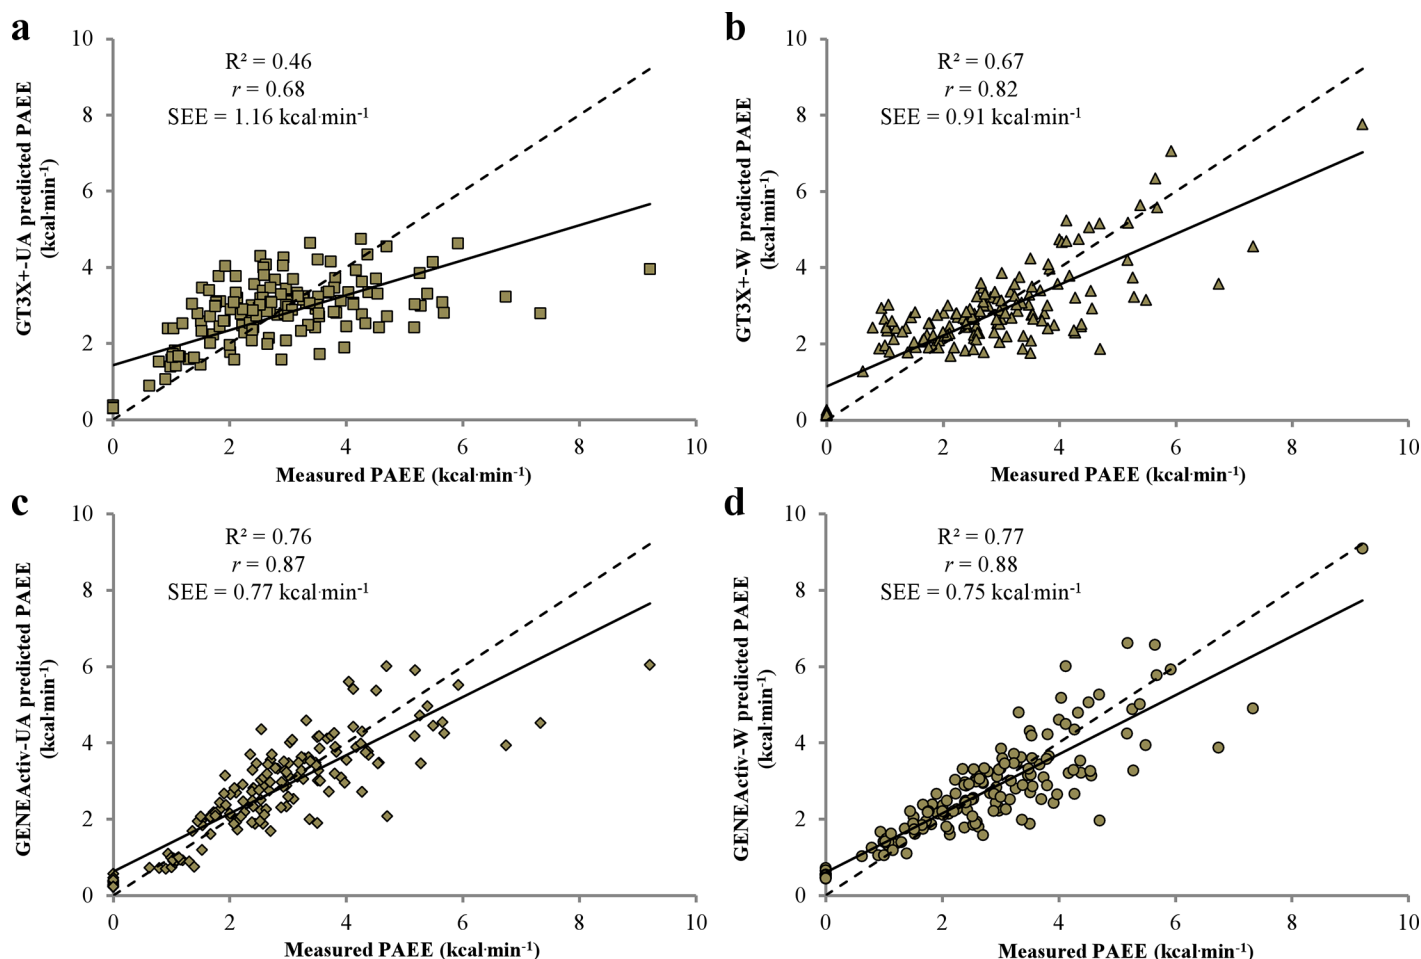 a
R² = 0.46
r = 0.68
SEE = 1.16 kcal·min⁻¹
GT3X+-UA predicted PAEE
(kcal·min⁻¹)
10
8
6
4
2
0
0 2 4 6 8 10
Measured PAEE (kcal·min⁻¹)
b
R² = 0.67
r = 0.82
SEE = 0.91 kcal·min⁻¹
GT3X+-W predicted PAEE
(kcal·min⁻¹)
10
8
6
4
2
0
0 2 4 6 8 10
Measured PAEE (kcal·min⁻¹)
c
R² = 0.76
r = 0.87
SEE = 0.77 kcal·min⁻¹
GENEActiv-UA predicted PAEE
(kcal·min⁻¹)
10
8
6
4
2
0
0 2 4 6 8 10
Measured PAEE (kcal·min⁻¹)
d
R² = 0.77
r = 0.88
SEE = 0.75 kcal·min⁻¹
GENEActiv-W predicted PAEE
(kcal·min⁻¹)
10
8
6
4
2
0
0 2 4 6 8 10
Measured PAEE (kcal·min⁻¹)